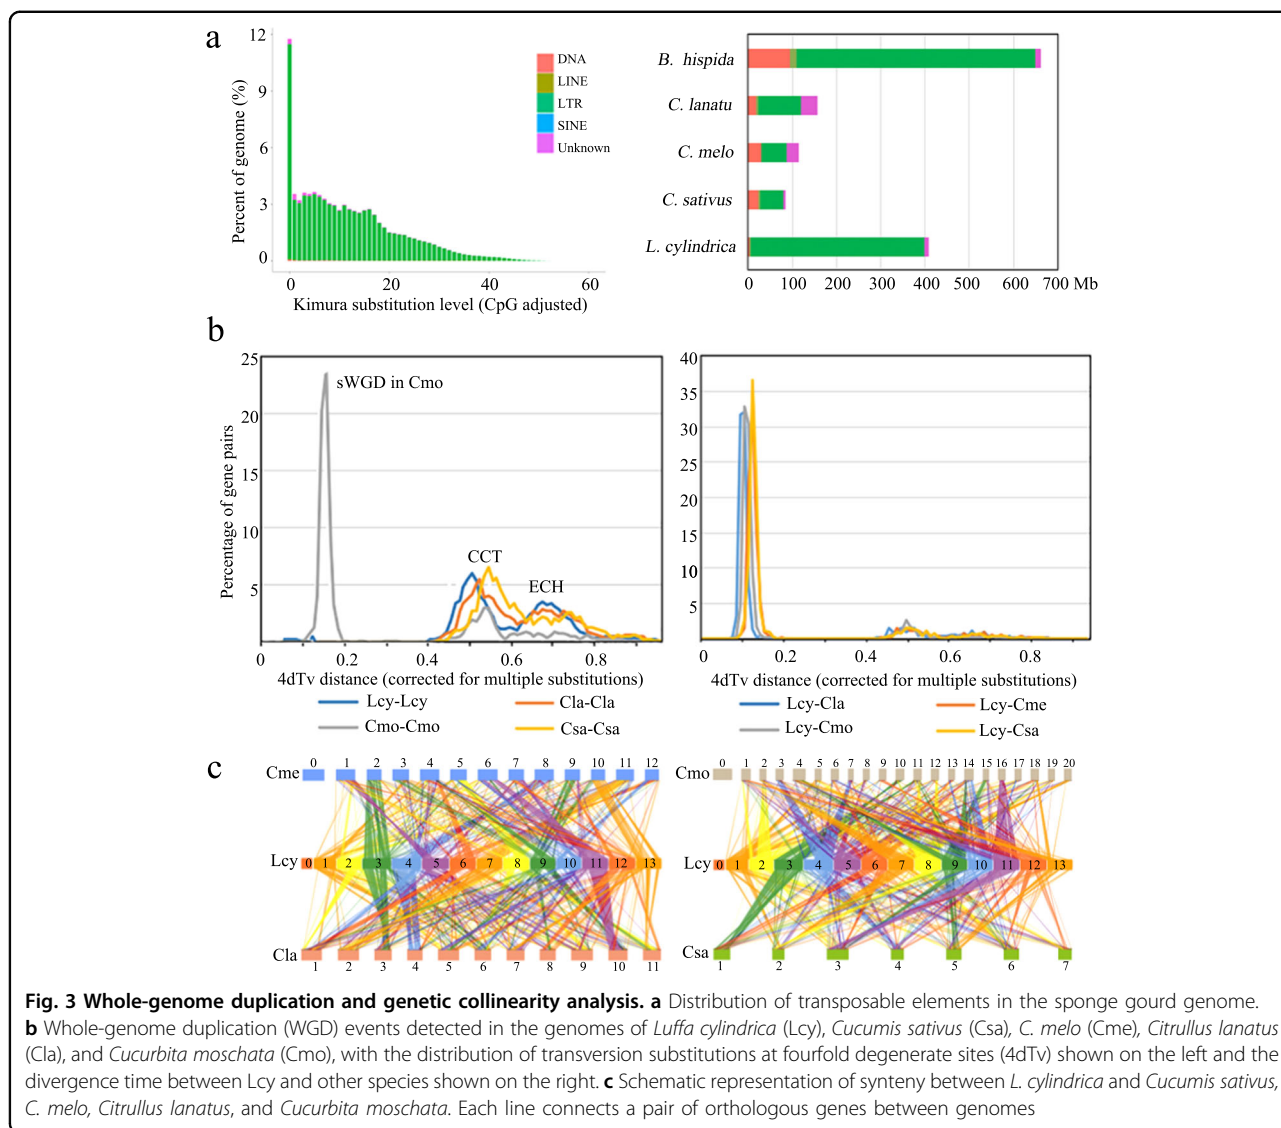 a
12
9
6
3
0
Percent of genome (%)
0 20 40 60
Kimura substitution level (CpG adjusted)
DNA
LINE
LTR
SINE
Unknown
B. hispida
C. lanatu
C. melo
C. sativus
L. cylindrica
0 100 200 300 400 500 600 700 Mb
b
25
20
15
10
5
Percentage of gene pairs
sWGD in Cmo
CCT
ECH
0 0.2 0.4 0.6 0.8
4dTv distance (corrected for multiple substitutions)
Lcy-Lcy Cla-Cla
Cmo-Cmo Csa-Csa
40
35
30
25
20
15
10
5
0 0.2 0.4 0.6 0.8
4dTv distance (corrected for multiple substitutions)
Lcy-Cla Lcy-Cme
Lcy-Cmo Lcy-Csa
c
0 1 2 3 4 5 6 7 8 9 10 11 12
Cme
Lcy 0 1 2 3 4 5 6 7 8 9 10 11 12 13
Cla
1 2 3 4 5 6 7 8 9 10 11
0 1 2 3 4 5 6 7 8 9 10 11 12 13 14 15 16 17 18 19 20
Cmo
Lcy 0 1 2 3 4 5 6 7 8 9 10 11 12 13
Csa
1 2 3 4 5 6 7
Fig. 3 Whole-genome duplication and genetic collinearity analysis. a Distribution of transposable elements in the sponge gourd genome.
b Whole-genome duplication (WGD) events detected in the genomes of Luffa cylindrica (Lcy), Cucumis sativus (Csa), C. melo (Cme), Citrullus lanatus
(Cla), and Cucurbita moschata (Cmo), with the distribution of transversion substitutions at fourfold degenerate sites (4dTv) shown on the left and the
divergence time between Lcy and other species shown on the right. c Schematic representation of synteny between L. cylindrica and Cucumis sativus,
C. melo, Citrullus lanatus, and Cucurbita moschata. Each line connects a pair of orthologous genes between genomes